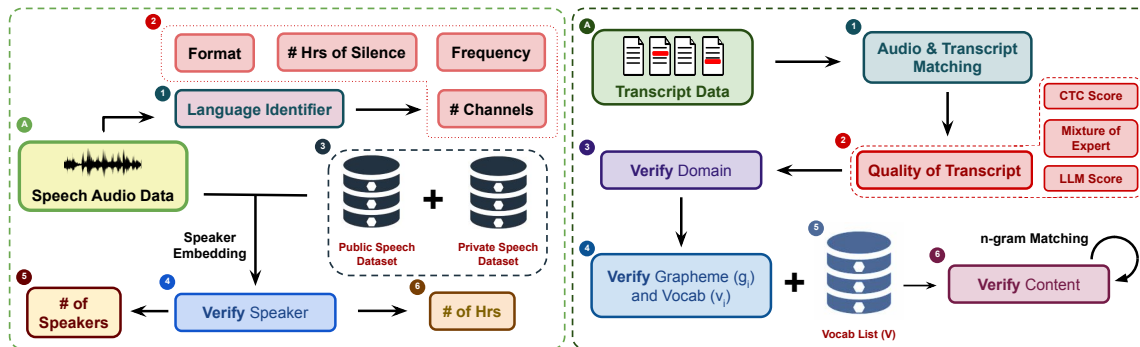 2
Format
# Hrs of Silence
Frequency
1
Language Identifier
# Channels
A
Speech Audio Data
3
Public Speech
Dataset
+
Private Speech
Dataset
Speaker
Embedding
5
# of
Speakers
4
Verify Speaker
6
# of Hrs
A
Transcript Data
1
Audio & Transcript
Matching
CTC Score
Mixture of
Expert
LLM Score
2
Quality of Transcript
3
Verify Domain
4
Verify Grapheme (gᵢ)
and Vocab (vᵢ)
+
5
Vocab List (V)
n-gram Matching
6
Verify Content